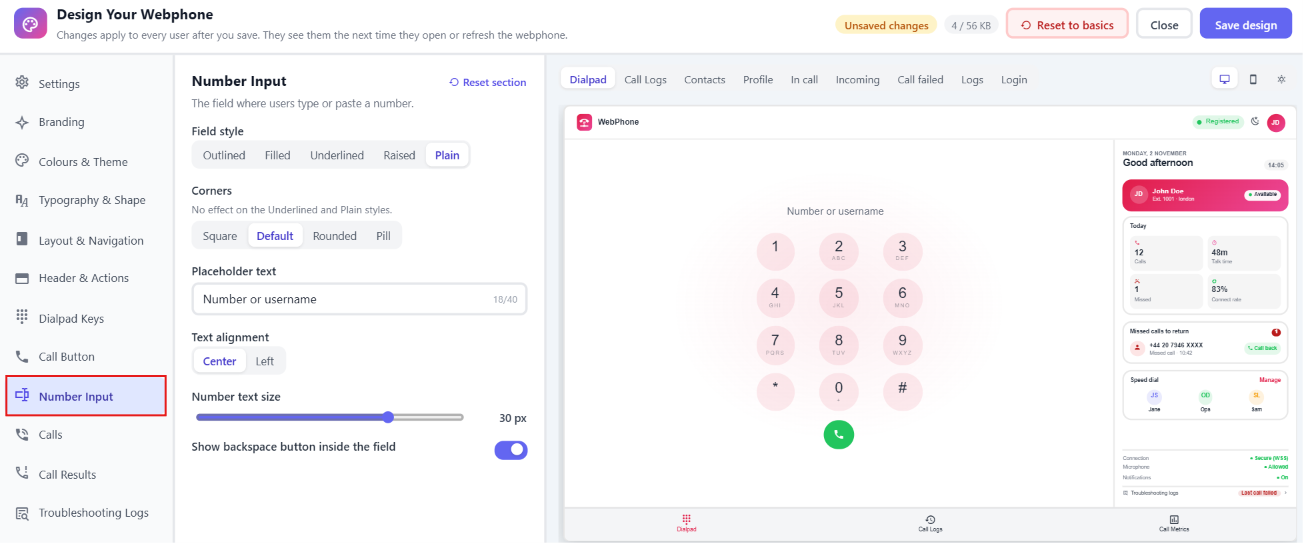 Design Your Webphone
Changes apply to every user after you save. They see them the next time they open or refresh the webphone.
Unsaved changes
4 / 56 KB
Reset to basics
Close
Save design
Settings
Branding
Colours & Theme
Typography & Shape
Layout & Navigation
Header & Actions
Dialpad Keys
Call Button
Number Input
Calls
Call Results
Troubleshooting Logs
Number Input
Reset section
The field where users type or paste a number.
Field style
Outlined Filled Underlined Raised Plain
Corners
No effect on the Underlined and Plain styles.
Square Default Rounded Pill
Placeholder text
Number or username 18/40
Text alignment
Center Left
Number text size
30 px
Show backspace button inside the field
Dialpad Call Logs Contacts Profile In call Incoming Call failed Logs Login
WebPhone
Registered
JD
Number or username
1 2 3
ABC DEF
4 5 6
GHI JKL MNO
7 8 9
PQRS TUV WXYZ
* 0 #
+
MONDAY, 2 NOVEMBER
Good afternoon
14:05
JD
John Doe
Ext. 1001 · london
Available
Today
12
Calls
48m
Talk time
1
Missed
83%
Connect rate
Missed calls to return
+44 20 7946 XXXX
Missed call · 10:42
Call back
Speed dial
Manage
JS OD SL
Jane Ops Sam
Connection
Secure (WSS)
Microphone
Allowed
Notifications
On
Troubleshooting logs
Last call failed
Dialpad
Call Logs
Call Metrics